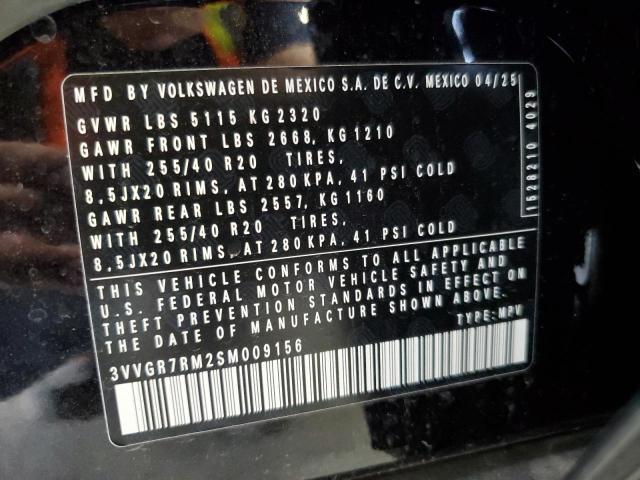 MFD BY VOLKSWAGEN DE MEXICO S.A. DE C.V. MEXICO 04/25
GVWR LBS 5115 KG 2320
GAWR FRONT LBS 2668, KG 1210
WITH 255/40 R20 TIRES,
8,5JX20 RIMS, AT 280 KPA, 41 PSI COLD
GAWR REAR LBS 2557, KG 1160
WITH 255/40 R20 TIRES,
8,5JX20 RIMS, AT 280 KPA, 41 PSI COLD
THIS VEHICLE CONFORMS TO ALL APPLICABLE
U.S. FEDERAL MOTOR VEHICLE SAFETY AND
THEFT PREVENTION STANDARDS IN EFFECT ON
THE DATE OF MANUFACTURE SHOWN ABOVE.
TYPE: MPV
3VVGR7RM2SM009156
1528210 4029